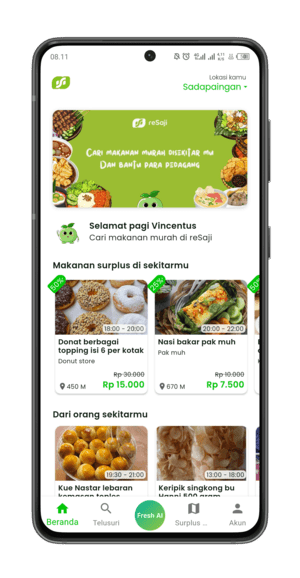 08.11
Lokasi kamu
Sadapaingan
reSaji
CARI MAKANAN MURAH DISEKITAR MU
DAN BANTU PARA PEDAGANG
Selamat pagi Vincentus
Cari makanan murah di reSaji
Makanan surplus di sekitarmu
50%
25%
50%
18:00 - 20:00
20:00 - 22:00
Donat berbagai
topping isi 6 per kotak
Donut store
Nasi bakar pak muh
Pak muh
Rp 30.000
450 M
Rp 15.000
Rp 10.000
670 M
Rp 7.500
Dari orang sekitarmu
19:30 - 21:00
13:00 - 18:00
Kue Nastar lebaran
kemasan toples
Keripik singkong bu
Hanni 500 gram
Beranda
Telusuri
Fresh AI
Surplus ...
Akun